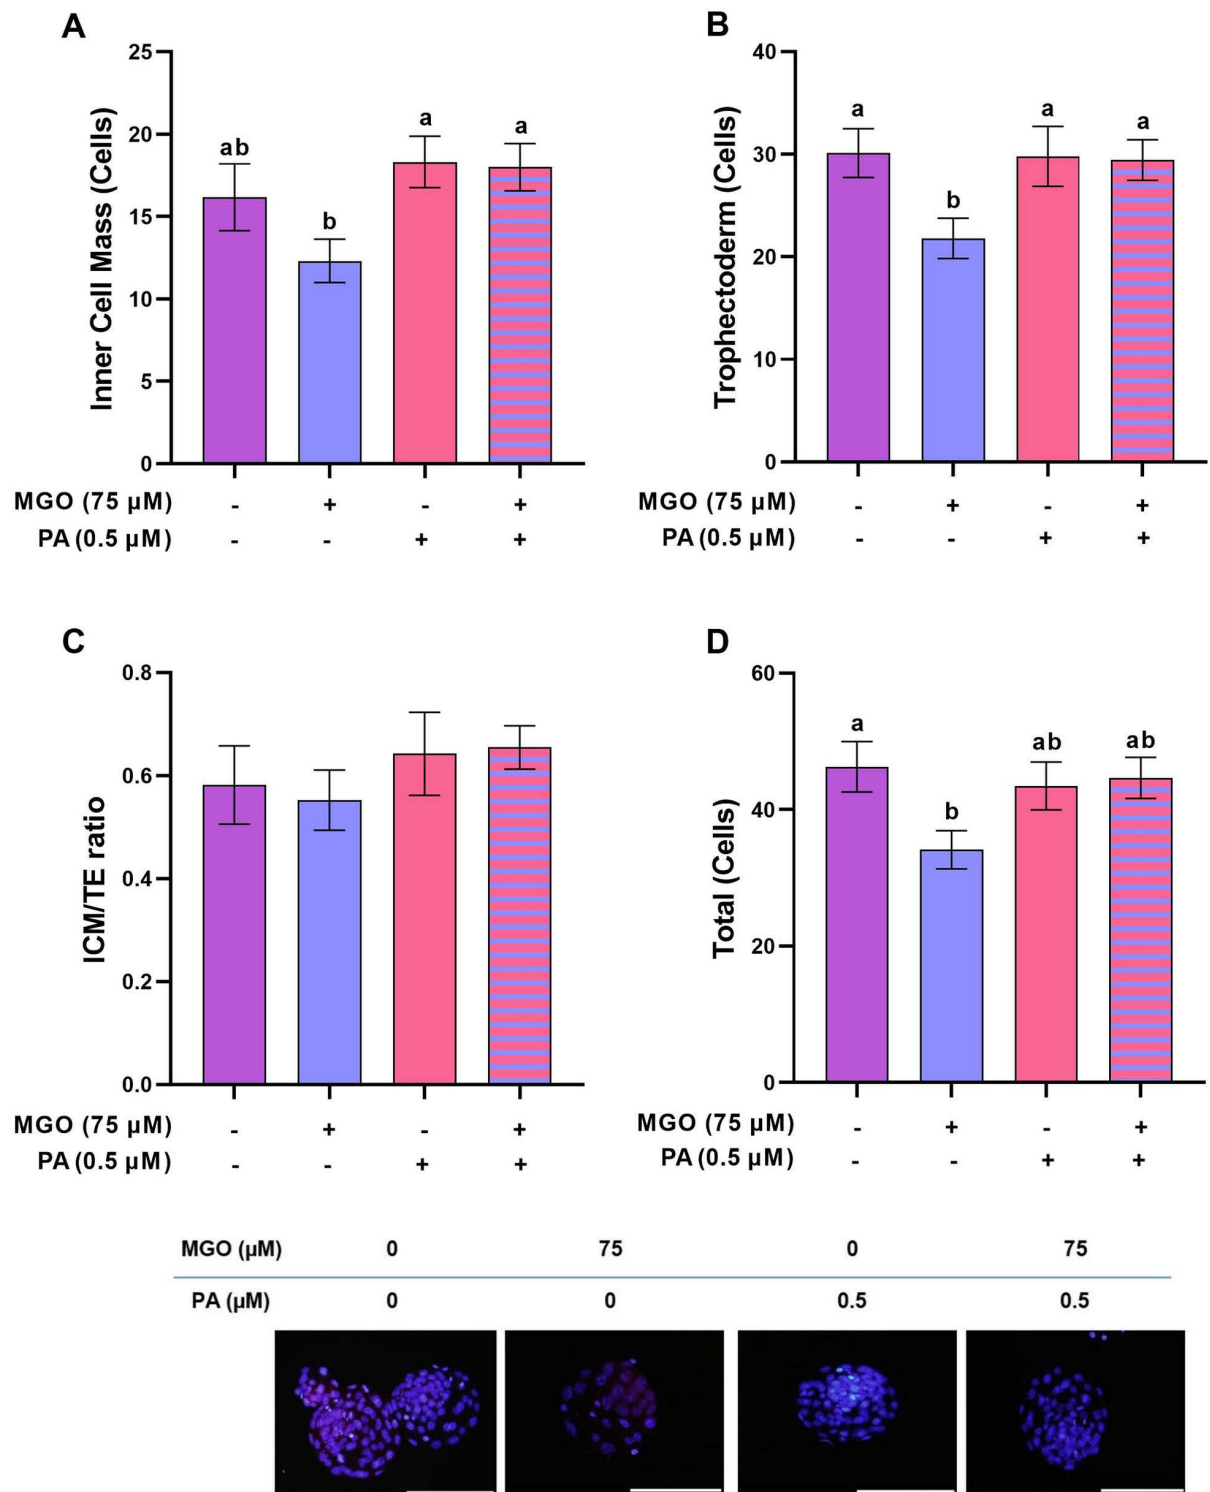 A
25
20
15
10
5
0
Inner Cell Mass (Cells)
ab
b
a
a
MGO (75 µM) - + - +
PA (0.5 µM) - - + +
B
40
30
20
10
0
Trophectoderm (Cells)
a
b
a
a
MGO (75 µM) - + - +
PA (0.5 µM) - - + +
C
0.8
0.6
0.4
0.2
0.0
ICM/TE ratio
MGO (75 µM) - + - +
PA (0.5 µM) - - + +
D
60
40
20
0
Total (Cells)
a
b
ab
ab
MGO (75 µM) - + - +
PA (0.5 µM) - - + +
MGO (µM) 0 75 0 75
PA (µM) 0 0 0.5 0.5